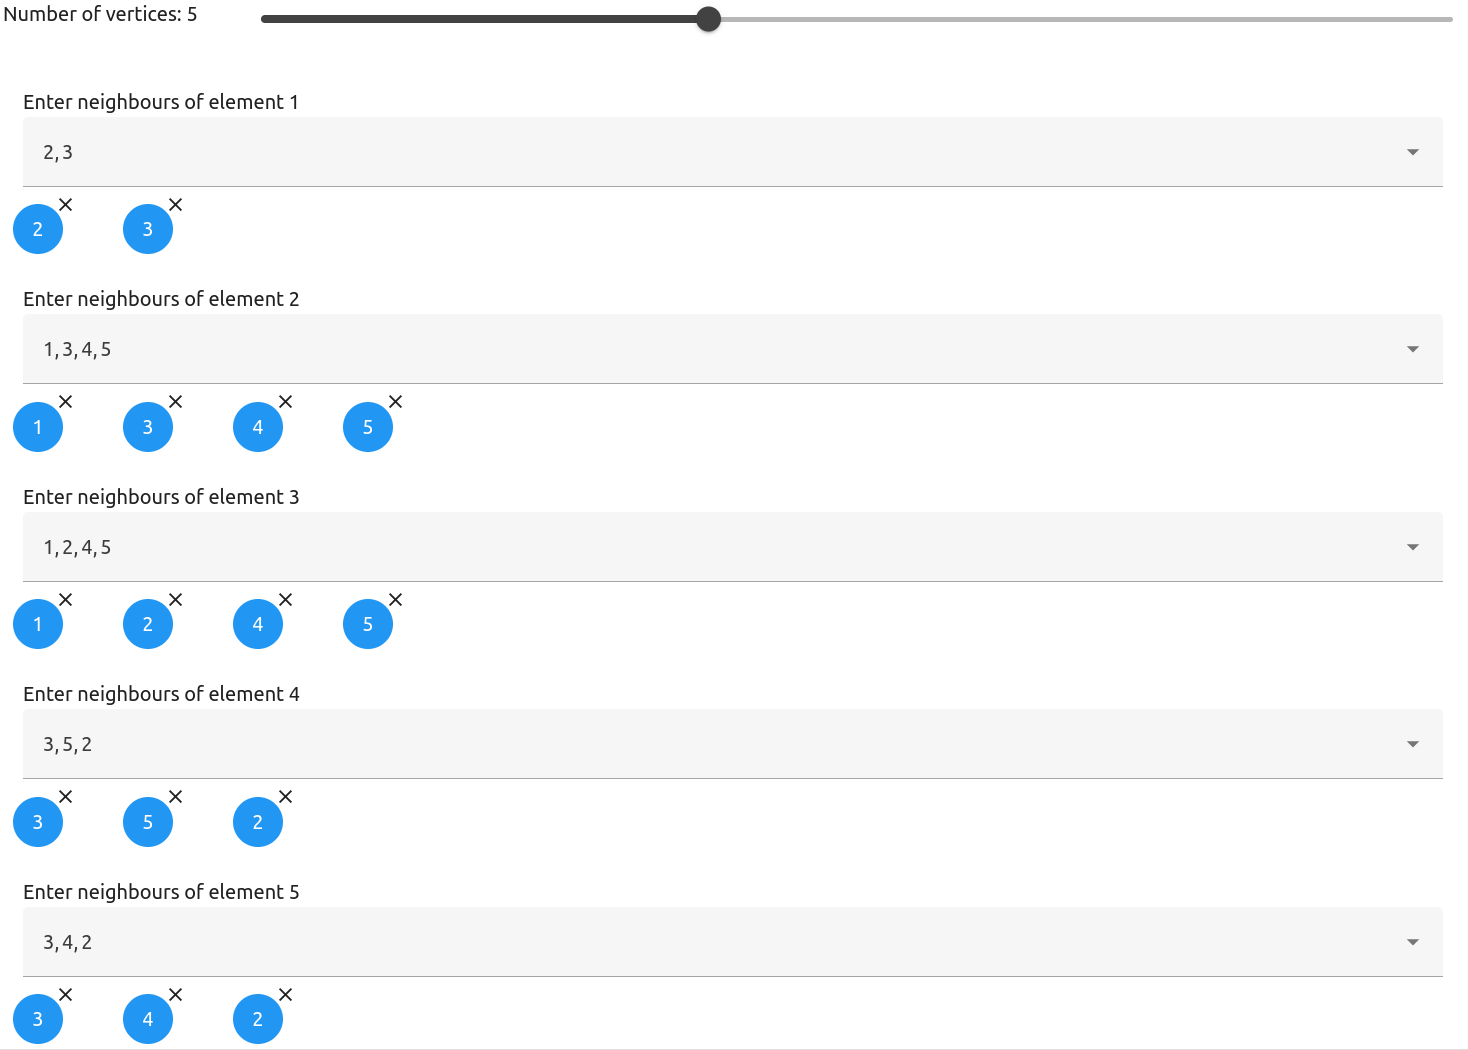 Number of vertices: 5
Enter neighbours of element 1
2, 3
2 3
Enter neighbours of element 2
1, 3, 4, 5
1 3 4 5
Enter neighbours of element 3
1, 2, 4, 5
1 2 4 5
Enter neighbours of element 4
3, 5, 2
3 5 2
Enter neighbours of element 5
3, 4, 2
3 4 2